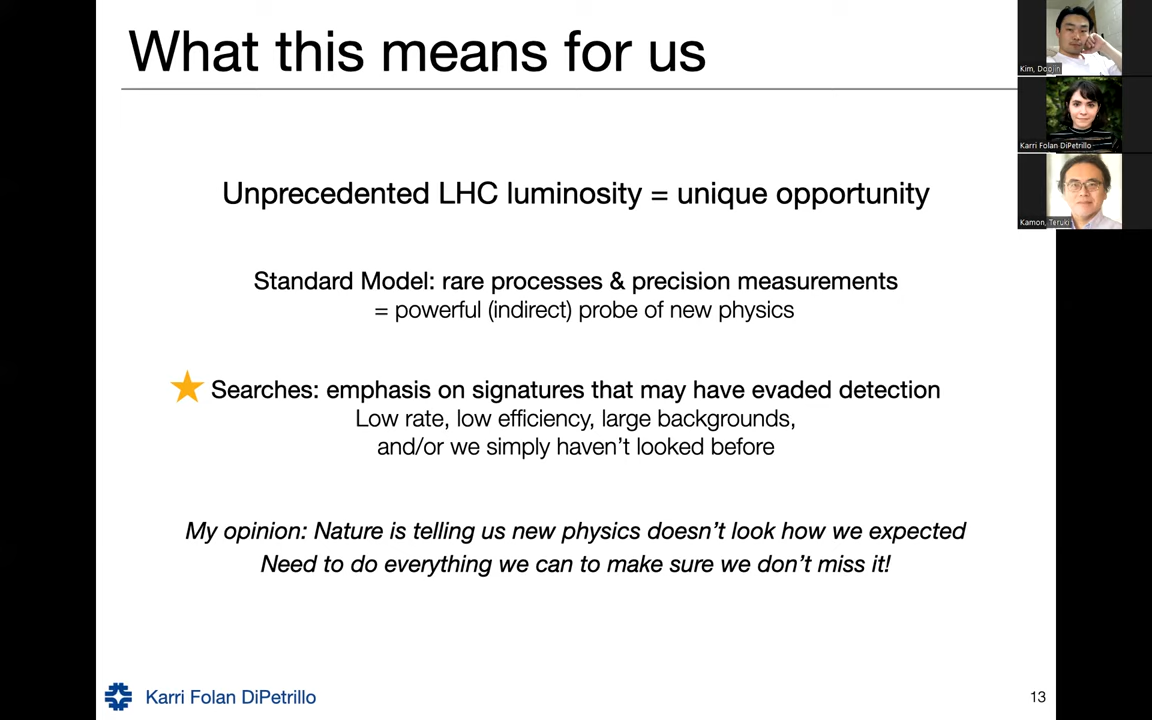 What this means for us
Unprecedented LHC luminosity = unique opportunity
Standard Model: rare processes & precision measurements
= powerful (indirect) probe of new physics
Searches: emphasis on signatures that may have evaded detection
Low rate, low efficiency, large backgrounds,
and/or we simply haven’t looked before
My opinion: Nature is telling us new physics doesn’t look how we expected
Need to do everything we can to make sure we don’t miss it!
Karri Folan DiPetrillo
13
Kim, Doojin
Karri Folan DiPetrillo
Kamon, Teruki